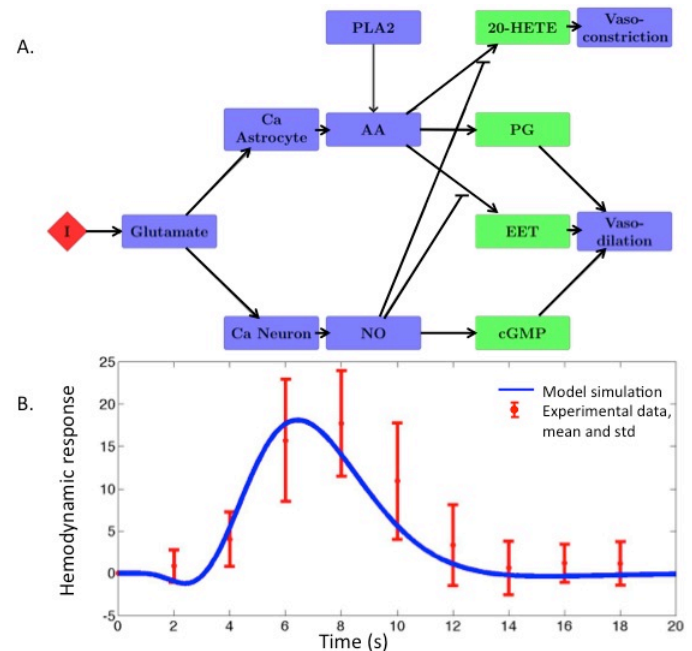 A.
PLA2
20-HETE
Vaso-
constriction
Ca
Astrocyte
AA
PG
I
Glutamate
EET
Vaso-
dilation
Ca Neuron
NO
cGMP
B.
Hemodynamic response
25
20
15
10
5
0
-5
Model simulation
Experimental data,
mean and std
0 2 4 6 8 10 12 14 16 18 20
Time (s)